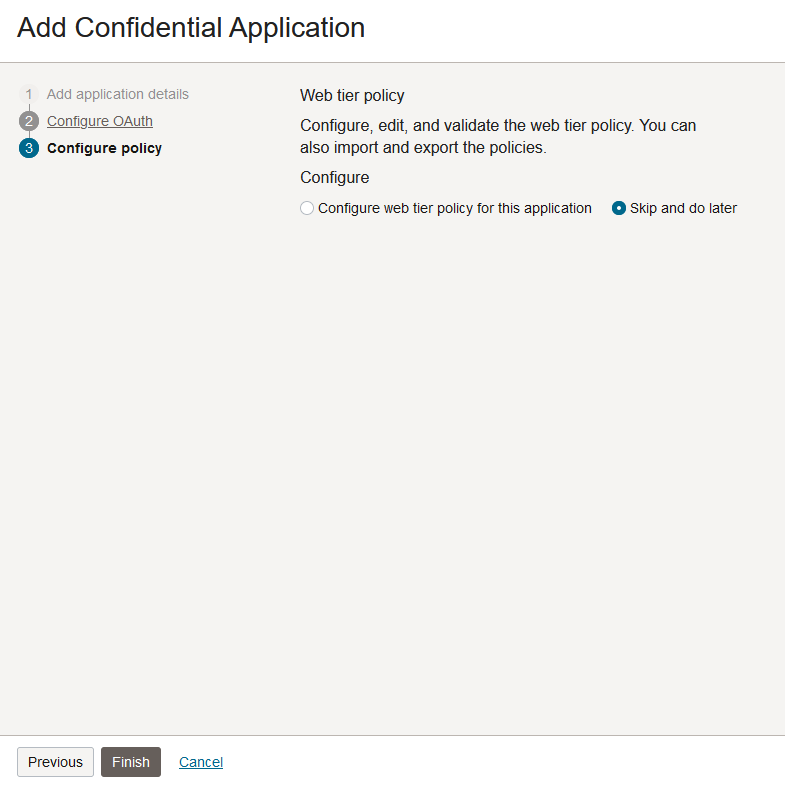 Add Confidential Application
1 Add application details
2 Configure OAuth
3 Configure policy
Web tier policy
Configure, edit, and validate the web tier policy. You can
also import and export the policies.
Configure
Configure web tier policy for this application Skip and do later
Previous Finish Cancel